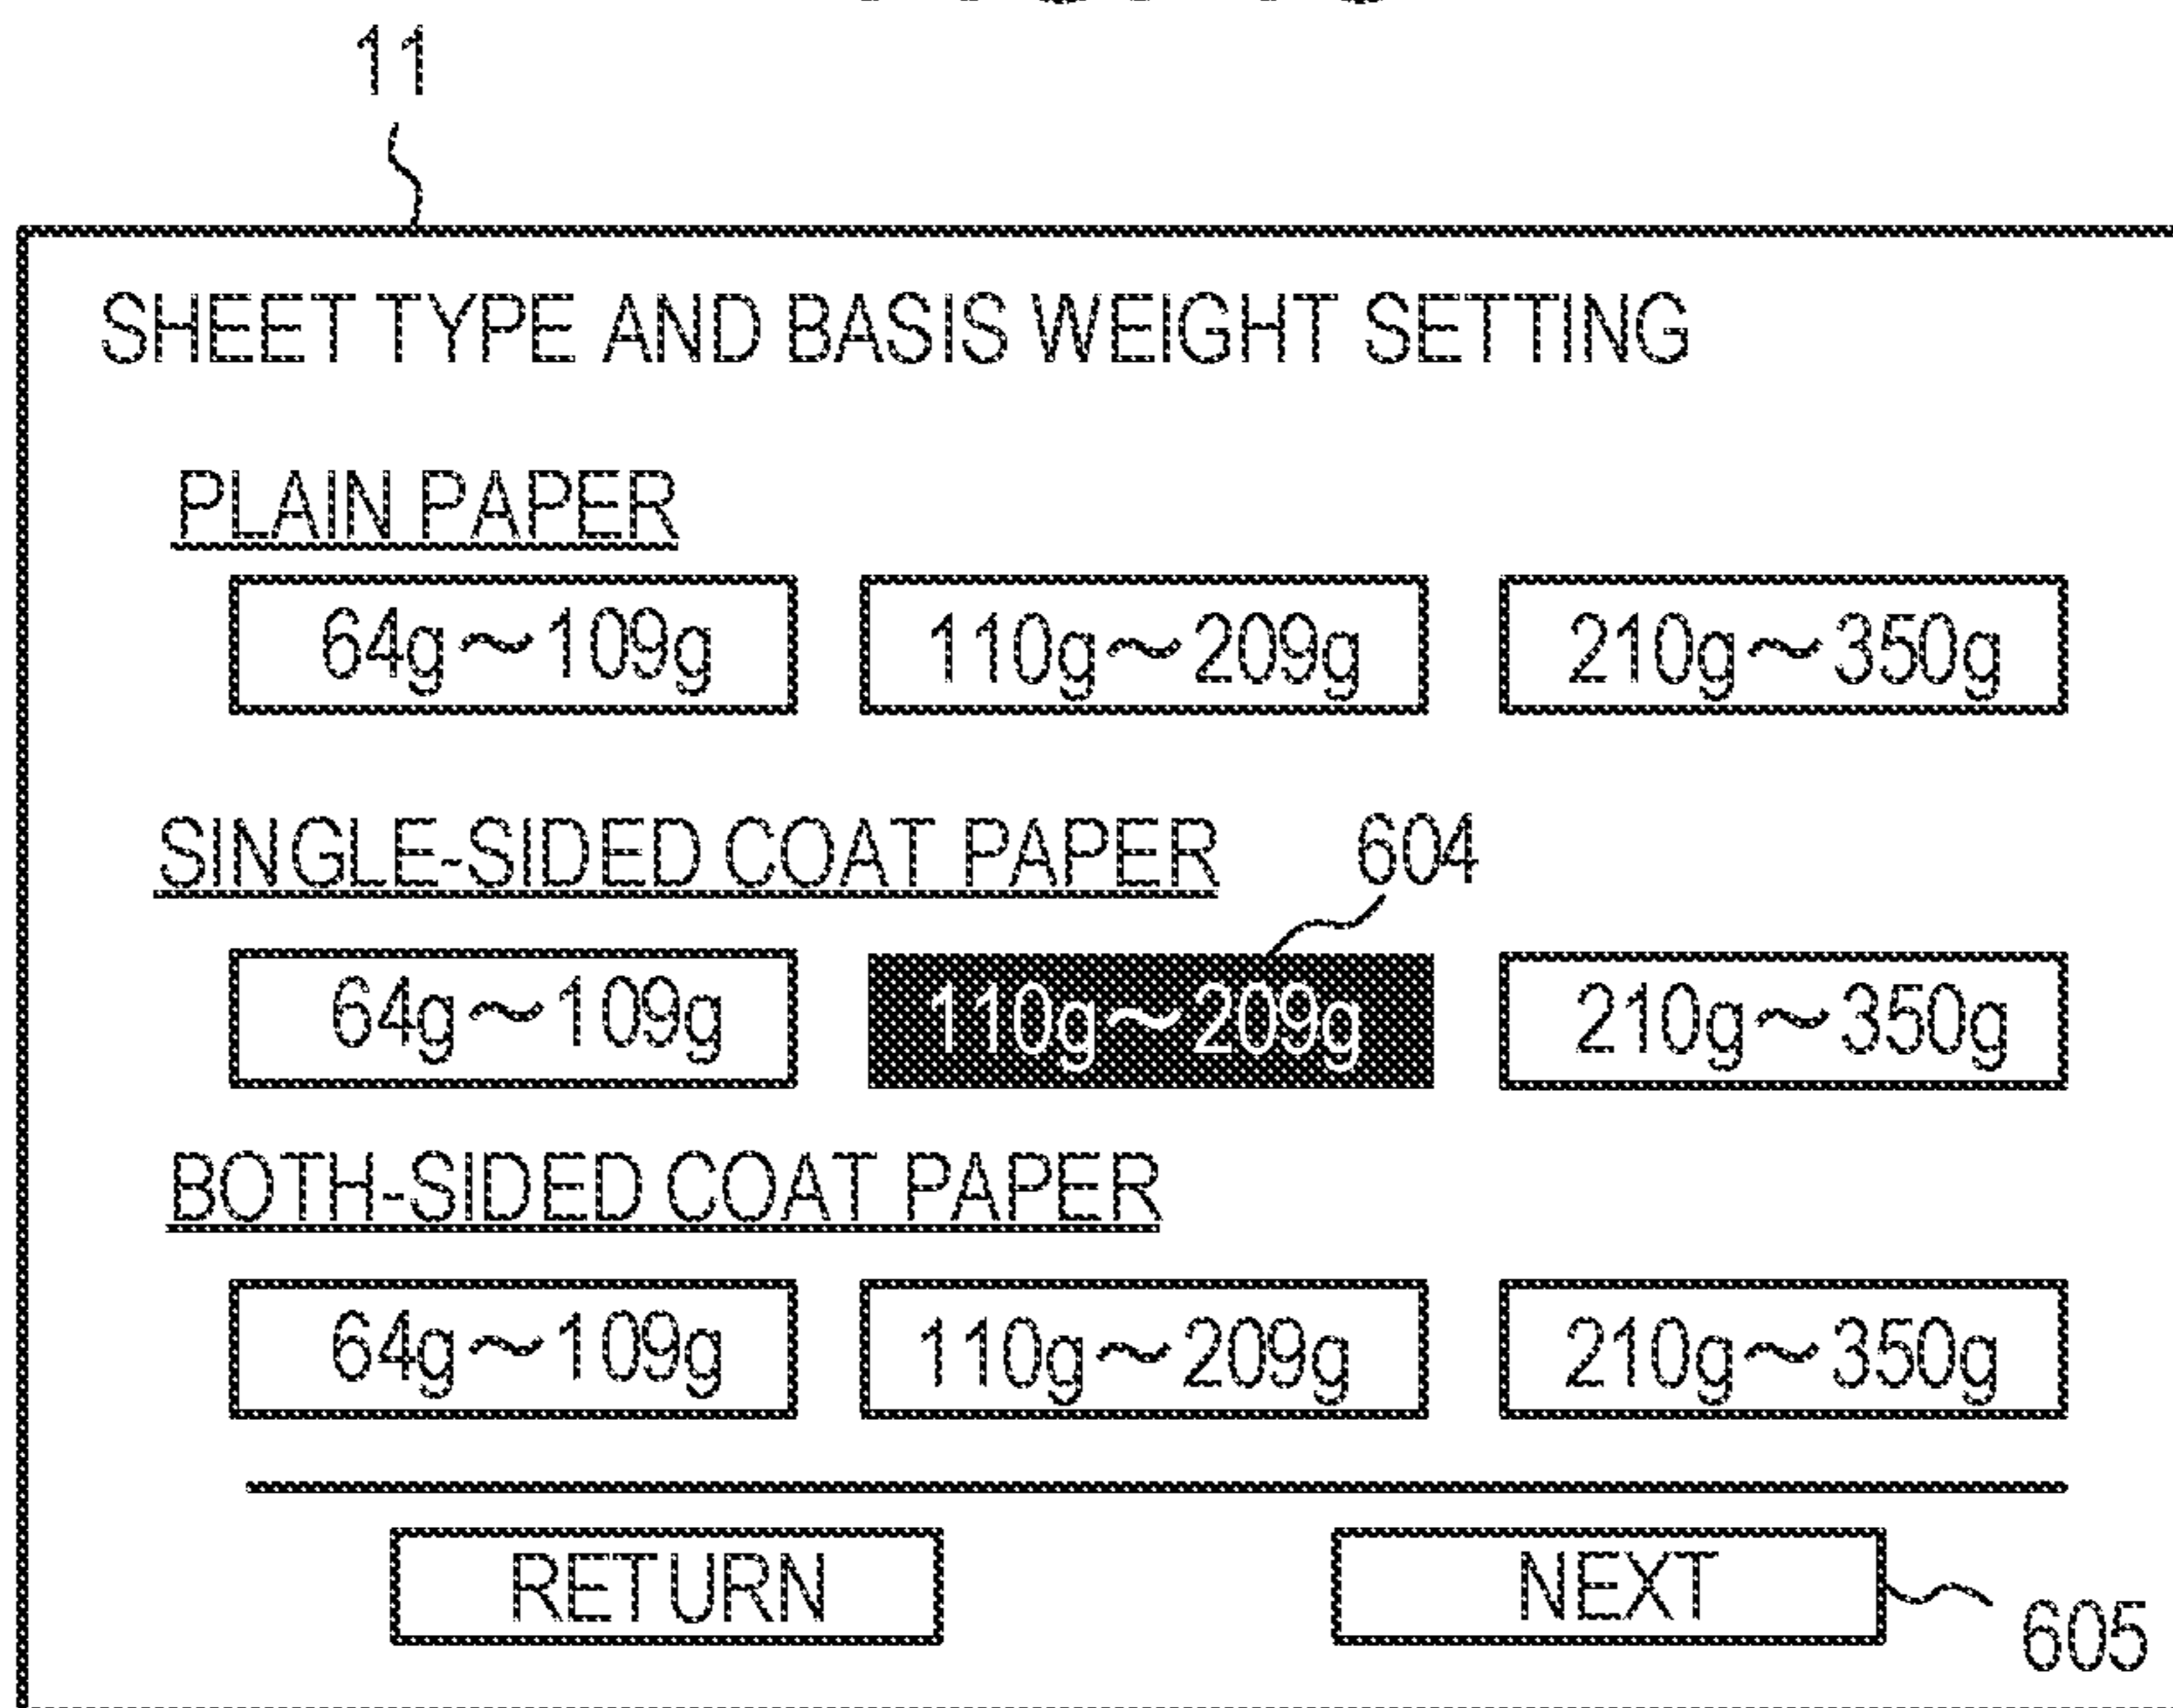 11
SHEET TYPE AND BASIS WEIGHT SETTING
PLAIN PAPER
64g～109g 110g～209g 210g～350g
SINGLE-SIDED COAT PAPER 604
64g～109g 110g～209g 210g～350g
BOTH-SIDED COAT PAPER
64g～109g 110g～209g 210g～350g
RETURN NEXT
605